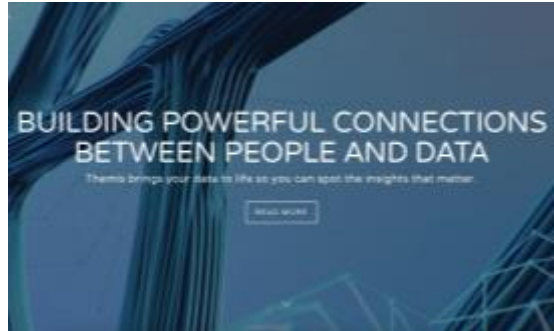 BUILDING POWERFUL CONNECTIONS
BETWEEN PEOPLE AND DATA
Themis brings your data to life so you can spot the insights that matter.
READ MORE